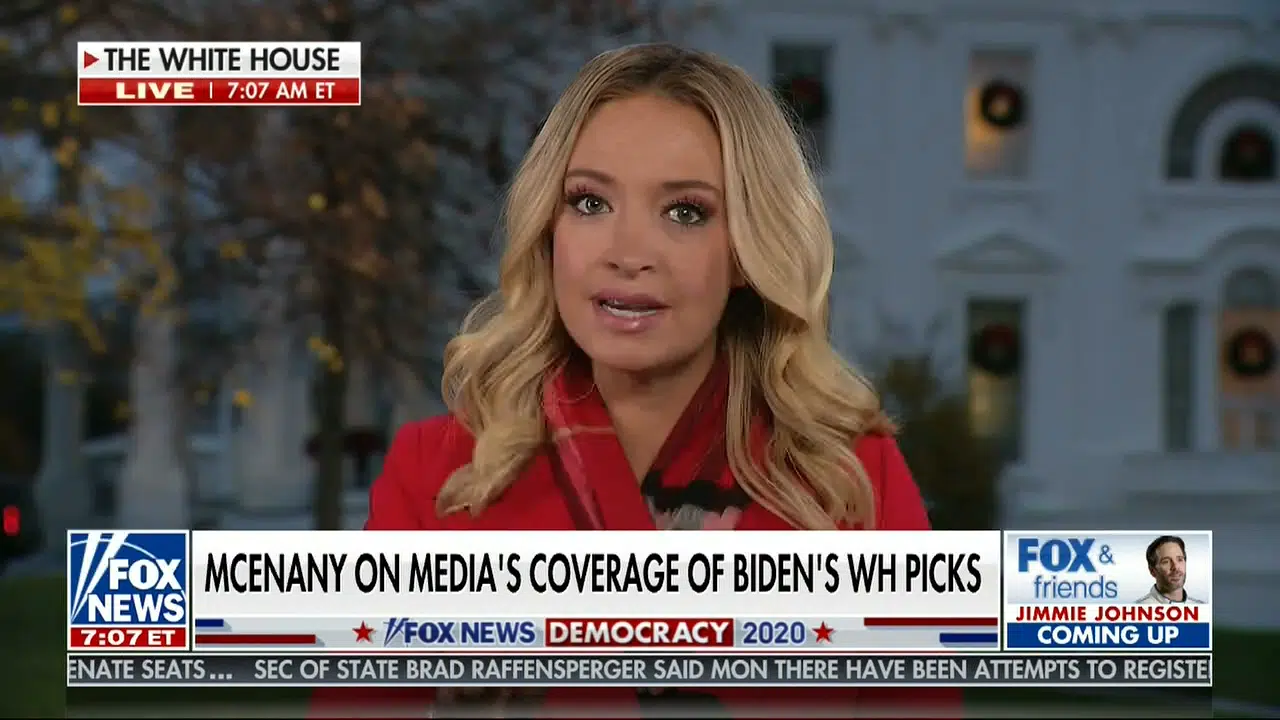 THE WHITE HOUSE
LIVE | 7:07 AM ET
FOX
NEWS
7:07 ET
MCENANY ON MEDIA'S COVERAGE OF BIDEN'S WH PICKS
FOX NEWS DEMOCRACY 2020
FOX &
friends
JIMMIE JOHNSON
COMING UP
ENATE SEATS... SEC OF STATE BRAD RAFFENSPERGER SAID MON THERE HAVE BEEN ATTEMPTS TO REGISTE